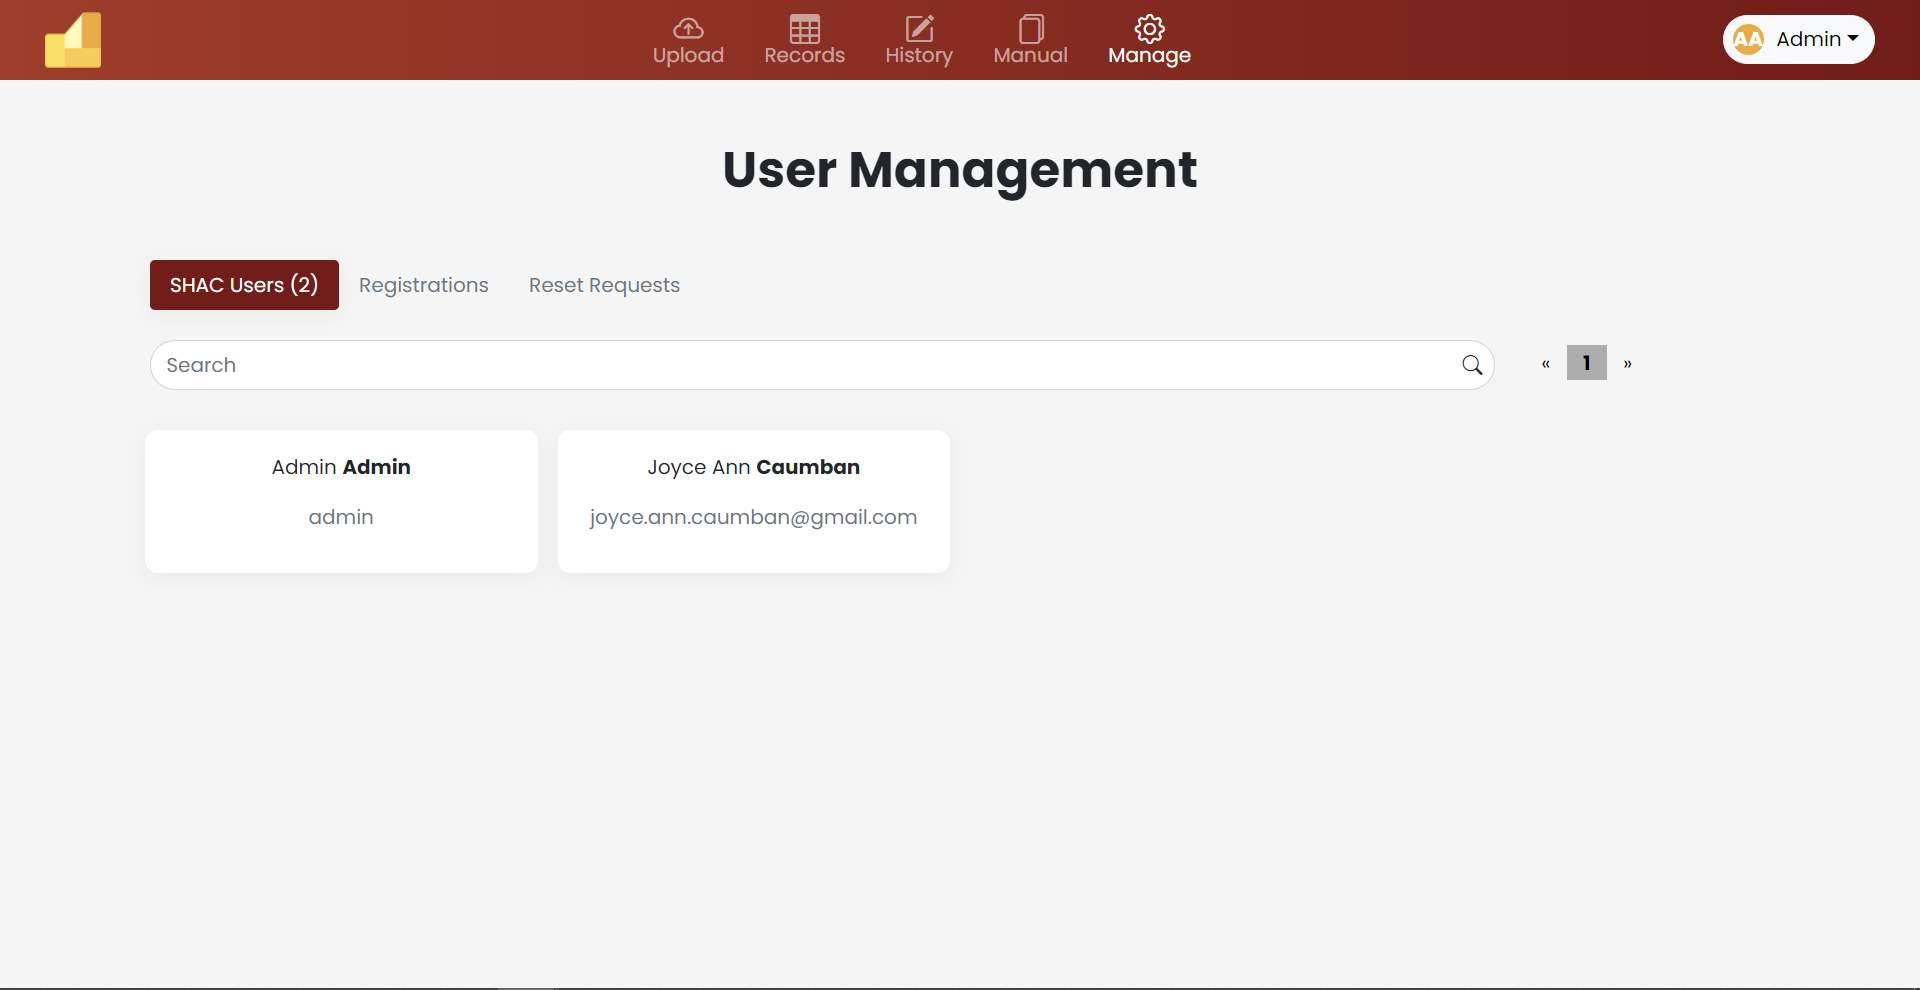 Upload Records History Manual Manage
AA Admin
User Management
SHAC Users (2) Registrations Reset Requests
Search « 1 »
Admin Admin Joyce Ann Caumban
admin joyce.ann.caumban@gmail.com